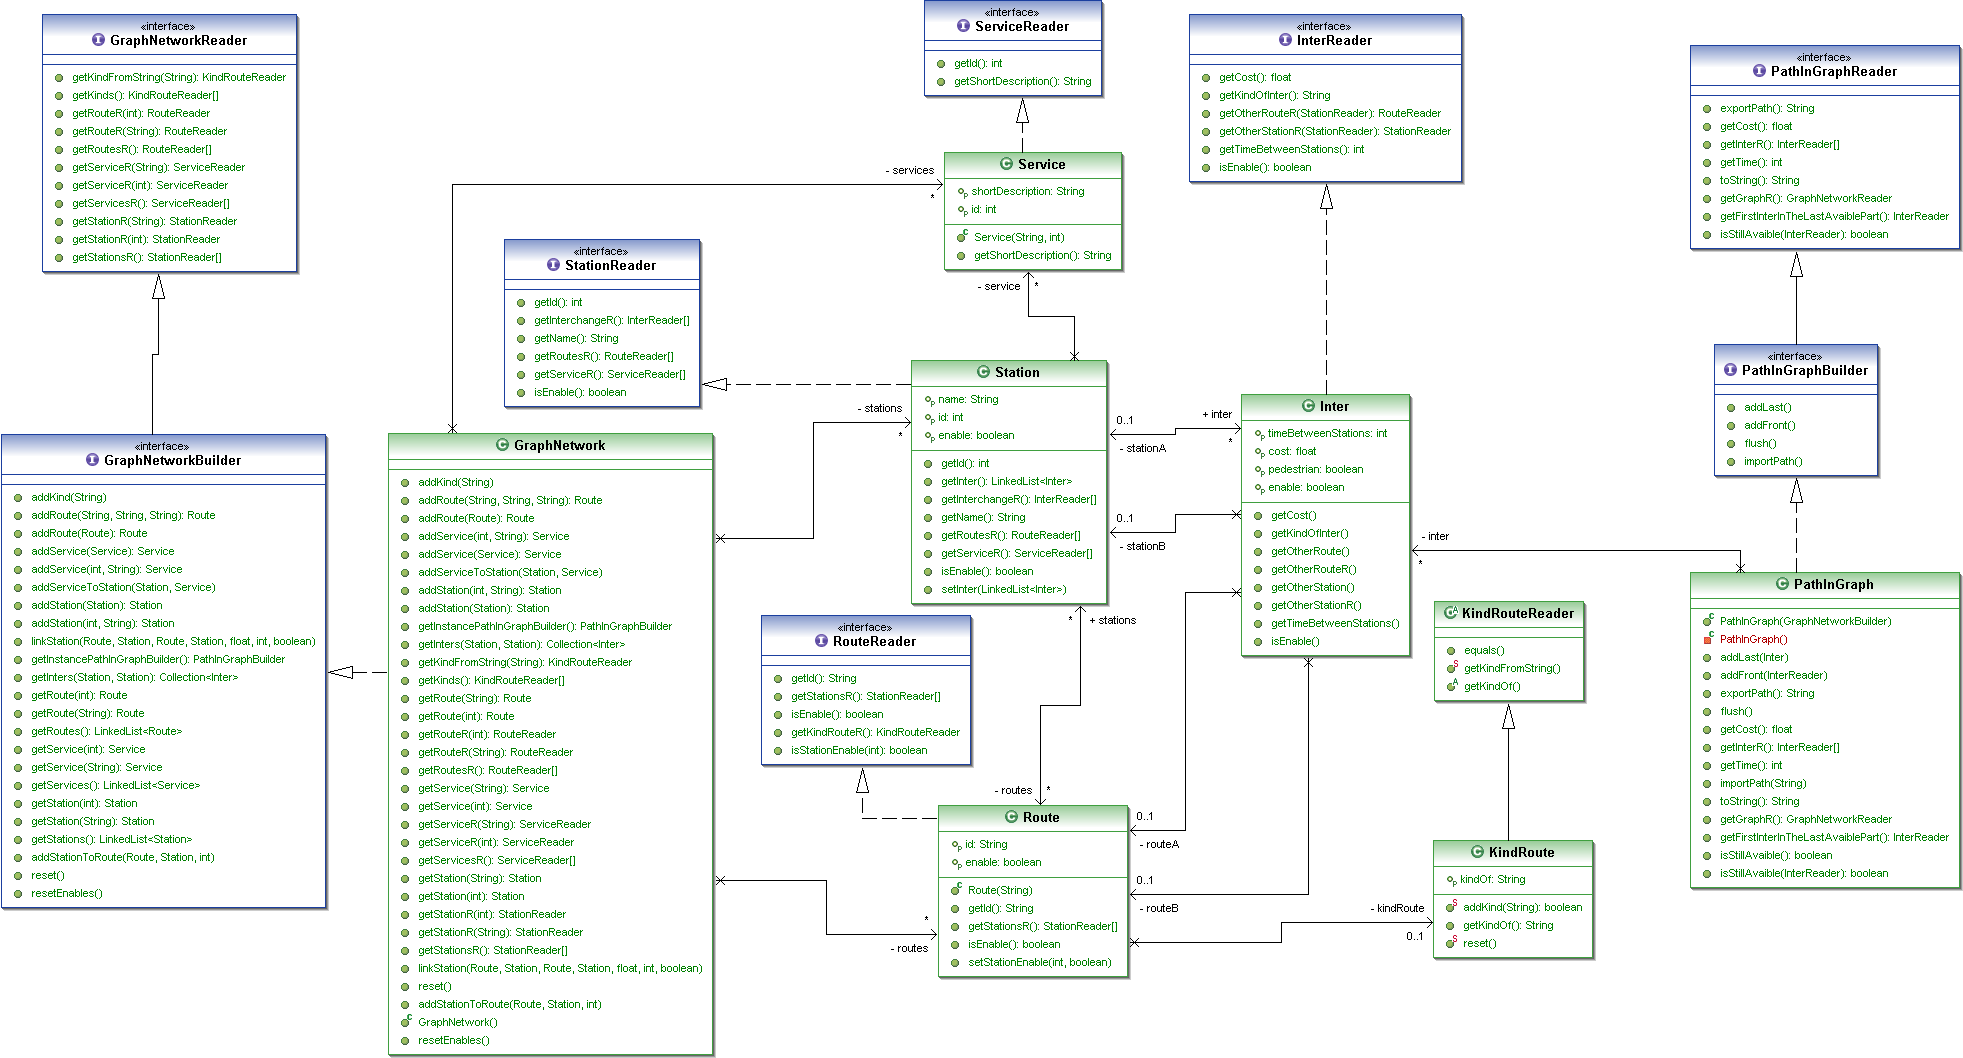 «interface»
GraphNetworkReader
getKindFromString(String): KindRouteReader
getKinds(): KindRouteReader[]
getRouteR(int): RouteReader
getRouteR(String): RouteReader
getRoutesR(): RouteReader[]
getServiceR(String): ServiceReader
getServiceR(int): ServiceReader
getServicesR(): ServiceReader[]
getStationR(String): StationReader
getStationR(int): StationReader
getStationsR(): StationReader[]
«interface»
GraphNetworkBuilder
addKind(String)
addRoute(String, String, String): Route
addRoute(Route): Route
addService(Service): Service
addService(int, String): Service
addServiceToStation(Station, Service)
addStation(Station): Station
addStation(int, String): Station
linkStation(Route, Station, Route, Station, float, int, boolean)
getInstancePathInGraphBuilder(): PathInGraphBuilder
getInters(Station, Station): Collection<Inter>
getRoute(int): Route
getRoute(String): Route
getRoutes(): LinkedList<Route>
getService(int): Service
getService(String): Service
getServices(): LinkedList<Service>
getStation(int): Station
getStation(String): Station
getStations(): LinkedList<Station>
addStationToRoute(Route, Station, int)
reset()
resetEnables()
GraphNetwork
addKind(String)
addRoute(String, String, String): Route
addRoute(Route): Route
addService(int, String): Service
addService(Service): Service
addServiceToStation(Station, Service)
addStation(int, String): Station
addStation(Station): Station
getInstancePathInGraphBuilder(): PathInGraphBuilder
getInters(Station, Station): Collection<Inter>
getKindFromString(String): KindRouteReader
getKinds(): KindRouteReader[]
getRoute(String): Route
getRoute(int): Route
getRouteR(int): RouteReader
getRouteR(String): RouteReader
getRoutesR(): RouteReader[]
getService(String): Service
getService(int): Service
getServiceR(String): ServiceReader
getServiceR(int): ServiceReader
getServicesR(): ServiceReader[]
getStation(String): Station
getStation(int): Station
getStationR(int): StationReader
getStationR(String): StationReader
getStationsR(): StationReader[]
linkStation(Route, Station, Route, Station, float, int, boolean)
reset()
addStationToRoute(Route, Station, int)
GraphNetwork()
resetEnables()
«interface»
StationReader
getId(): int
getInterchangeR(): InterReader[]
getName(): String
getRoutesR(): RouteReader[]
getServiceR(): ServiceReader[]
isEnable(): boolean
«interface»
ServiceReader
getId(): int
getShortDescription(): String
Service
shortDescription: String
id: int
Service(String, int)
getShortDescription(): String
- services
*
- service
*
Station
name: String
id: int
enable: boolean
getId(): int
getInter(): LinkedList<Inter>
getInterchangeR(): InterReader[]
getName(): String
getRoutesR(): RouteReader[]
getServiceR(): ServiceReader[]
isEnable(): boolean
setInter(LinkedList<Inter>)
- stations
*
0..1
- stationA
+ inter
*
0..1
- stationB
* + stations
«interface»
RouteReader
getId(): String
getStationsR(): StationReader[]
isEnable(): boolean
getKindRouteR(): KindRouteReader
isStationEnable(int): boolean
- routes *
Route
id: String
enable: boolean
Route(String)
getId(): String
getStationsR(): StationReader[]
isEnable(): boolean
setStationEnable(int, boolean)
*
- routes
0..1
- routeA
0..1
- routeB
- kindRoute
0..1
«interface»
InterReader
getCost(): float
getKindOfInter(): String
getOtherRouteR(StationReader): RouteReader
getOtherStationR(StationReader): StationReader
getTimeBetweenStations(): int
isEnable(): boolean
Inter
timeBetweenStations: int
cost: float
pedestrian: boolean
enable: boolean
getCost()
getKindOfInter()
getOtherRoute()
getOtherRouteR()
getOtherStation()
getOtherStationR()
getTimeBetweenStations()
isEnable()
- inter
*
KindRouteReader
equals()
getKindFromString()
getKindOf()
KindRoute
kindOf: String
addKind(String): boolean
getKindOf(): String
reset()
«interface»
PathInGraphReader
exportPath(): String
getCost(): float
getInterR(): InterReader[]
getTime(): int
toString(): String
getGraphR(): GraphNetworkReader
getFirstInterInTheLastAvaiblePart(): InterReader
isStillAvaible(InterReader): boolean
«interface»
PathInGraphBuilder
addLast()
addFront()
flush()
importPath()
PathInGraph
PathInGraph(GraphNetworkBuilder)
PathInGraph()
addLast(Inter)
addFront(InterReader)
exportPath(): String
flush()
getCost(): float
getInterR(): InterReader[]
getTime(): int
importPath(String)
toString(): String
getGraphR(): GraphNetworkReader
getFirstInterInTheLastAvaiblePart(): InterReader
isStillAvaible(): boolean
isStillAvaible(InterReader): boolean